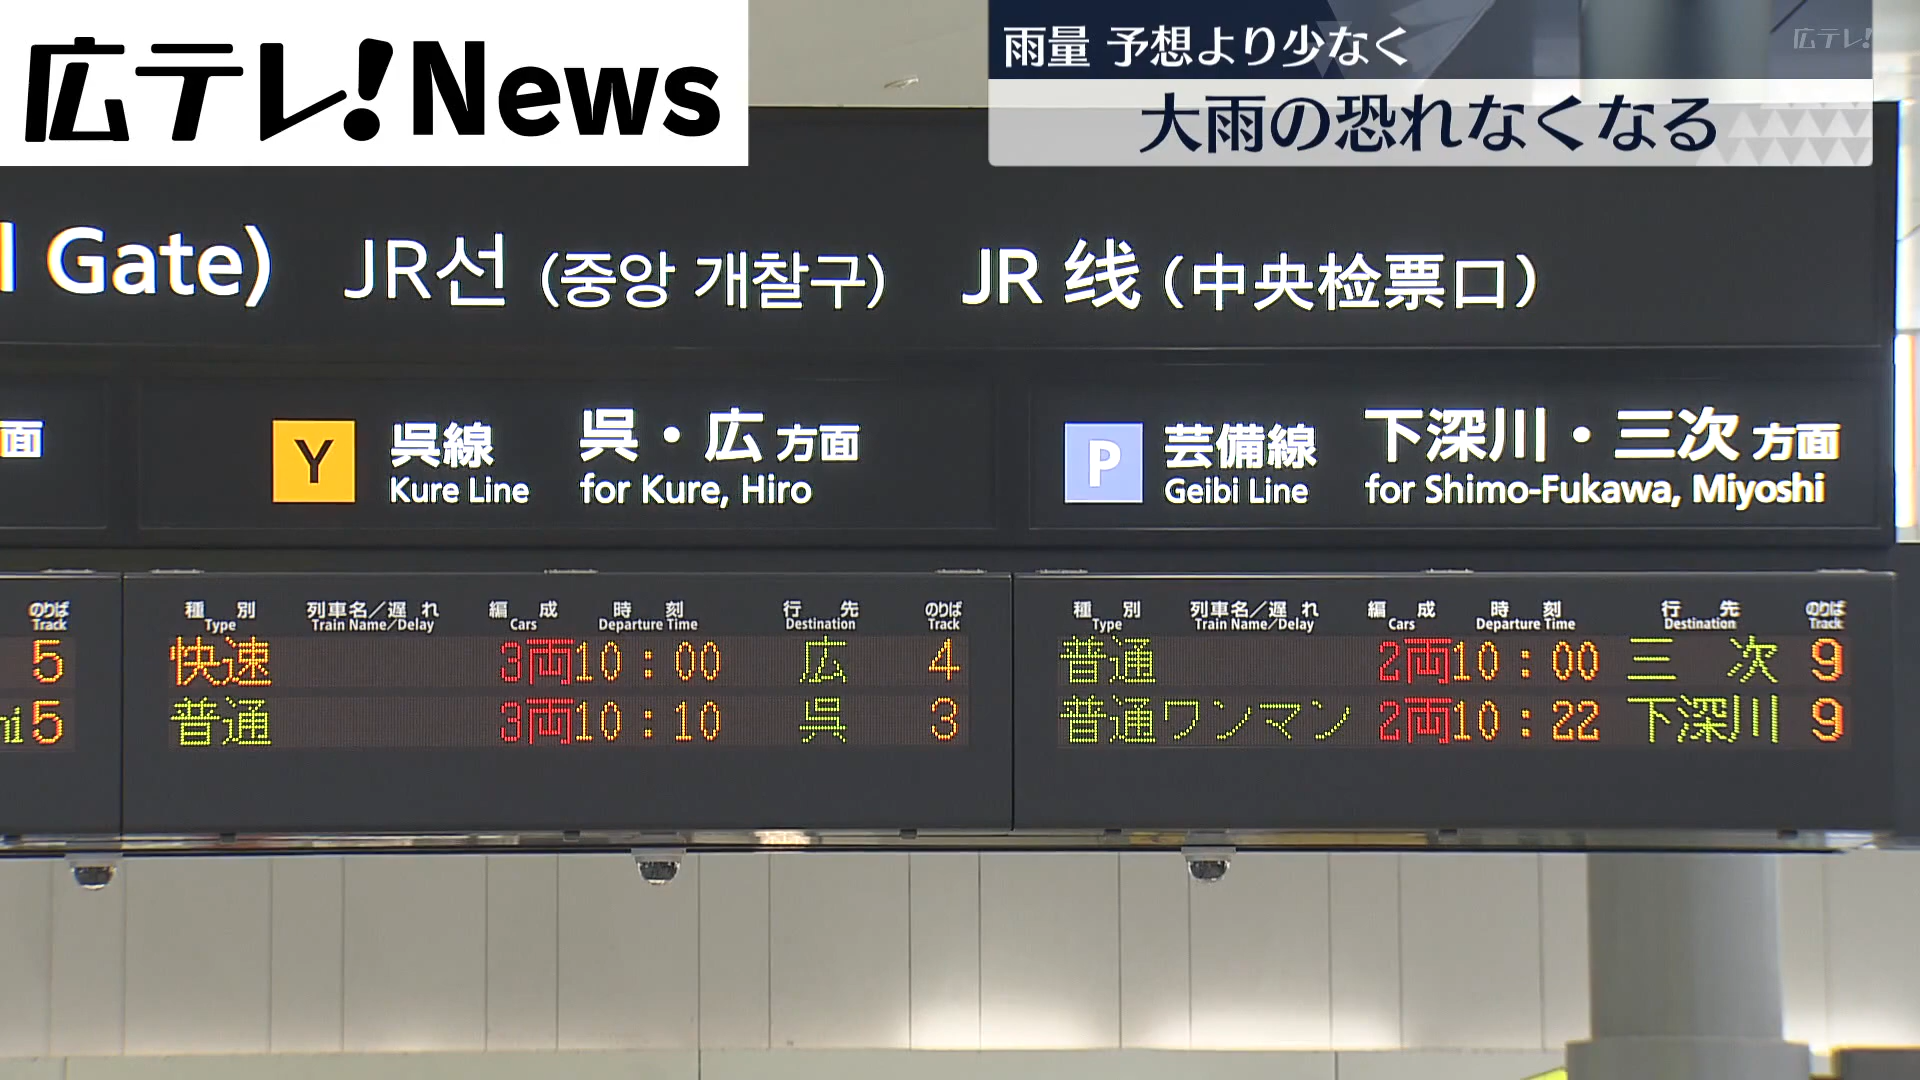 広テレ!News
雨量 予想より少なく
広テレ!
大雨の恐れなくなる
Gate) JR선 (중앙 개찰구) JR 线 (中央检票口)
面
Y 呉線 呉・広 方面
Kure Line for Kure, Hiro
P 芸備線 下深川・三次 方面
Geibi Line for Shimo-Fukawa, Miyoshi
のりば
Track
5
5
種別 列車名/遅れ 編成 時刻 行先 のりば
Type Train Name/Delay Cars Departure Time Destination Track
快速 3両 10:00 広 4
普通 3両 10:10 呉 3
種別 列車名/遅れ 編成 時刻 行先 のりば
Type Train Name/Delay Cars Departure Time Destination Track
普通 2両 10:00 三次 9
普通ワンマン 2両 10:22 下深川 9